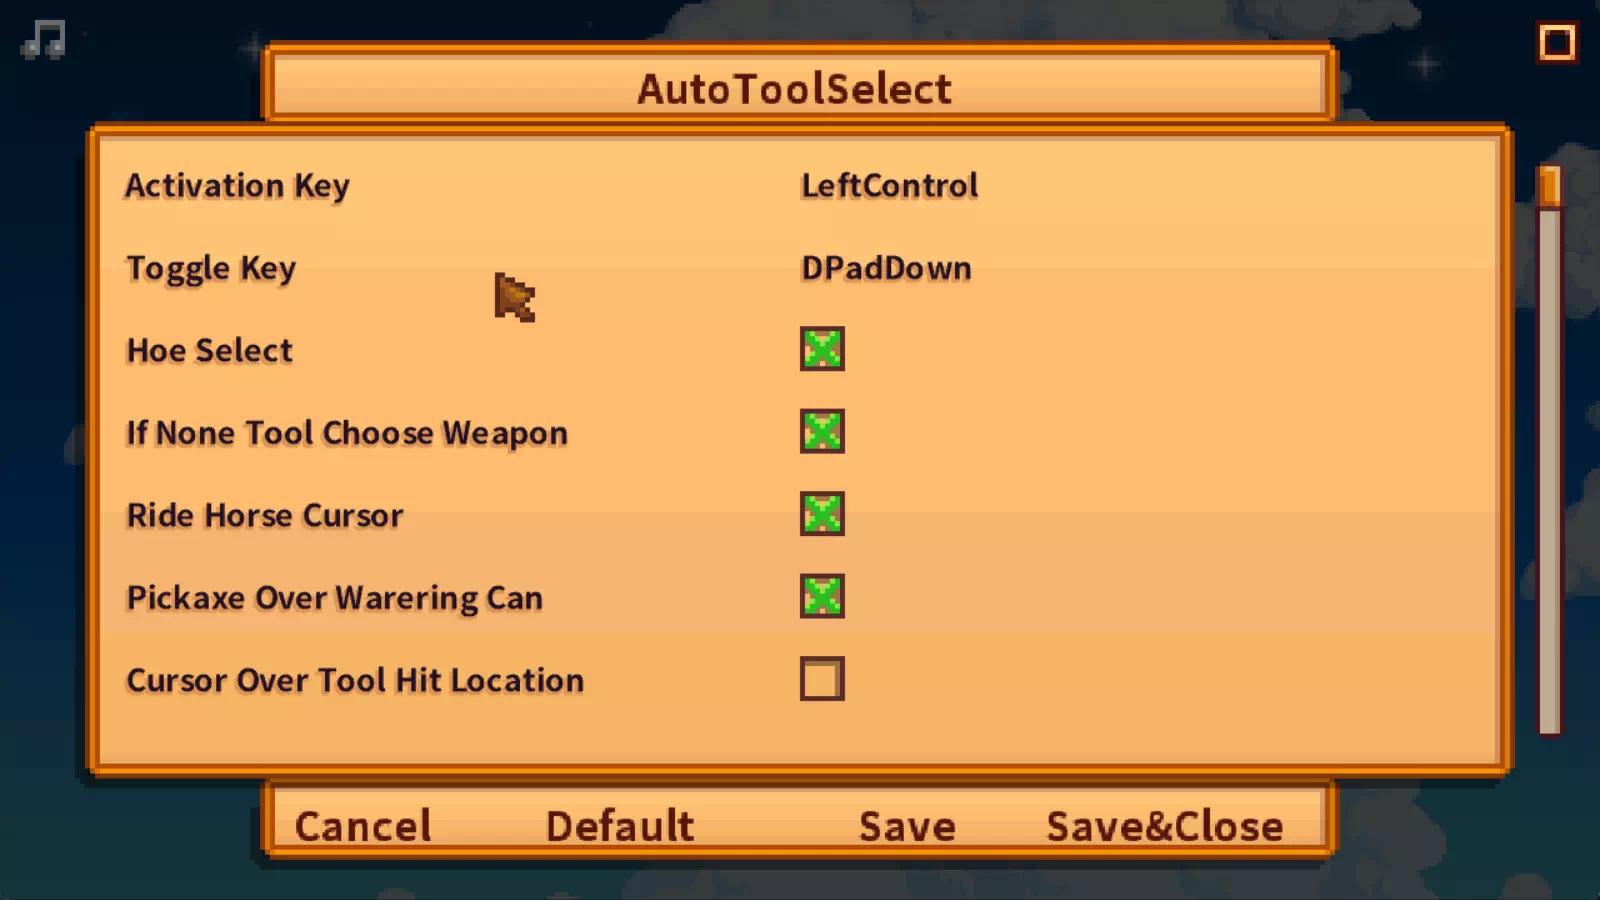 AutoToolSelect
Activation Key LeftControl
Toggle Key DPadDown
Hoe Select
If None Tool Choose Weapon
Ride Horse Cursor
Pickaxe Over Warering Can
Cursor Over Tool Hit Location
Cancel Default Save Save&Close